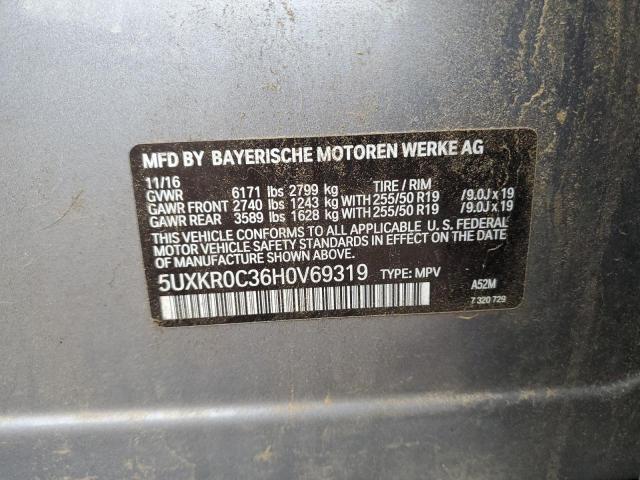 MFD BY BAYERISCHE MOTOREN WERKE AG
11/16
GVWR 6171 lbs 2799 kg TIRE / RIM
GAWR FRONT 2740 lbs 1243 kg WITH 255/50 R19 /9.0J x 19
GAWR REAR 3589 lbs 1628 kg WITH 255/50 R19 /9.0J x 19
THIS VEHICLE CONFORMS TO ALL APPLICABLE U. S. FEDERAL
MOTOR VEHICLE SAFETY STANDARDS IN EFFECT ON THE DATE
OF MANUFACTURE SHOWN ABOVE.
5UXKR0C36H0V69319 TYPE: MPV
A52M
7 320 729